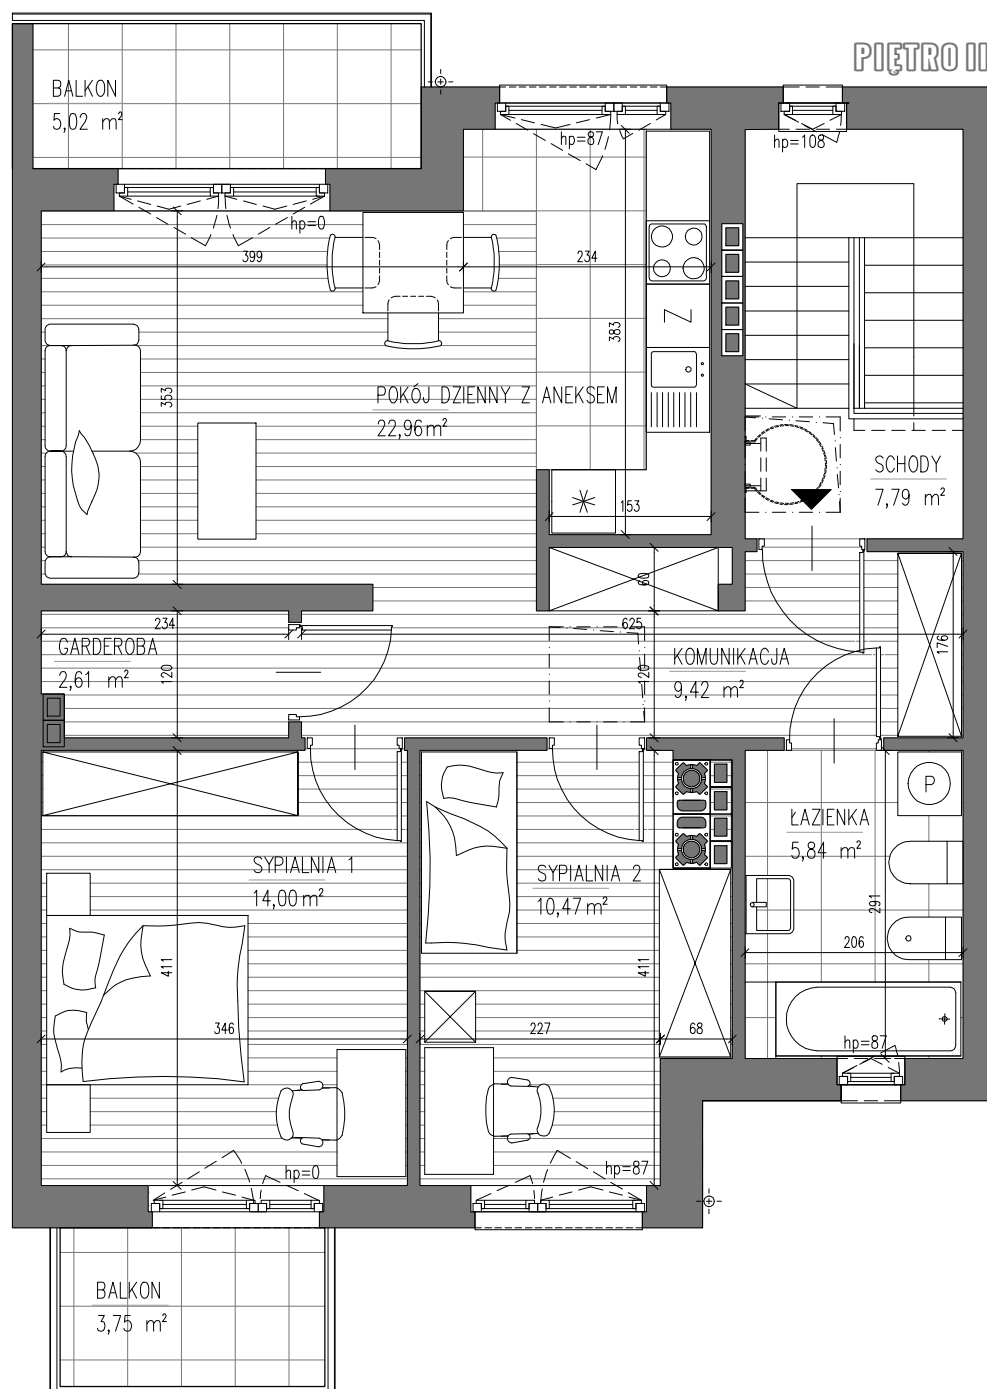 PIĘTRO II
BALKON
5,02 m²
hp=87
hp=108
hp=0
399
234
383
Z
353
POKÓJ DZIENNY Z ANEKSEM
22,96 m²
SCHODY
7,79 m²
153
60
234
625
GARDEROBA
2,61 m²
120
120
KOMUNIKACJA
9,42 m²
176
P
ŁAZIENKA
5,84 m²
SYPIALNIA 1
14,00 m²
SYPIALNIA 2
10,47 m²
291
206
411
411
346
227
68
hp=87
hp=0
hp=87
BALKON
3,75 m²